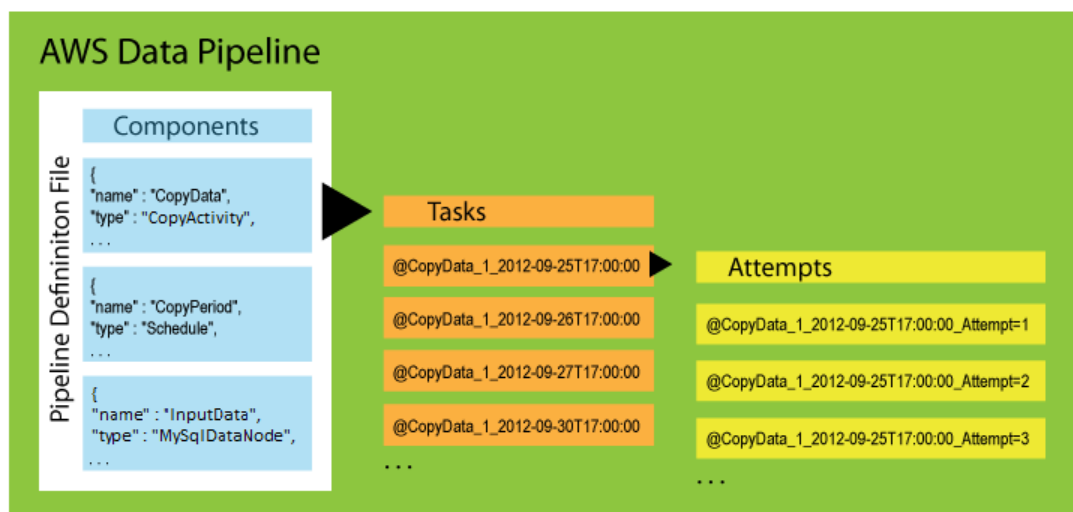 AWS Data Pipeline
Pipeline Defininiton File
Components
{
"name" : "CopyData",
"type" : "CopyActivity",
. . .
{
"name" : "CopyPeriod",
"type" : "Schedule",
. . .
{
"name" : "InputData",
"type" : "MySqlDataNode",
. . .
Tasks
@CopyData_1_2012-09-25T17:00:00
@CopyData_1_2012-09-26T17:00:00
@CopyData_1_2012-09-27T17:00:00
@CopyData_1_2012-09-30T17:00:00
. . .
Attempts
@CopyData_1_2012-09-25T17:00:00_Attempt=1
@CopyData_1_2012-09-25T17:00:00_Attempt=2
@CopyData_1_2012-09-25T17:00:00_Attempt=3
. . .